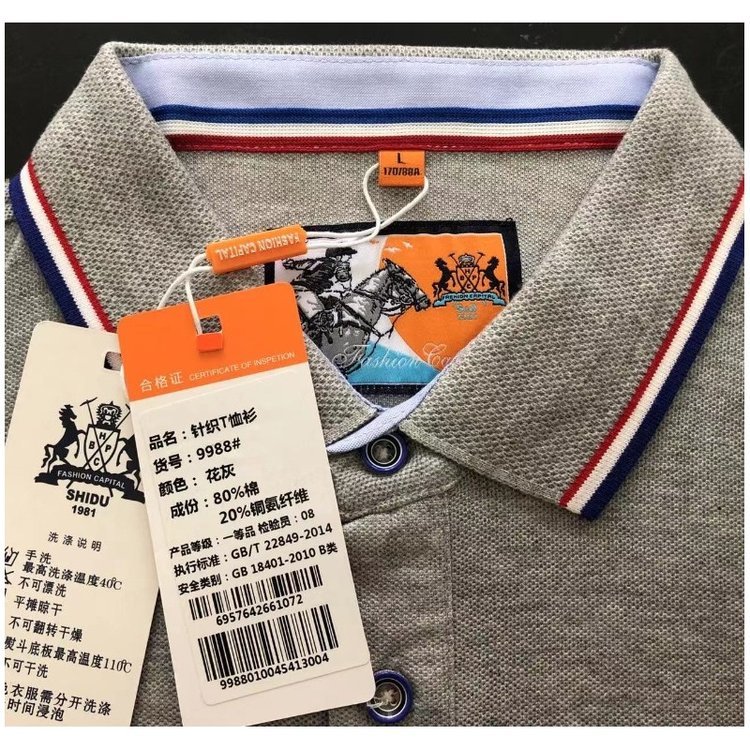 L
170/88A
FASHION CAPITAL
FASHION CAPITAL
Fashion Ca
合格证 CERTIFICATE OF INSPETION
品名：针织T恤衫
货号：9988#
颜色：花灰
成份：80%棉
20%铜氨纤维
产品等级：一等品 检验员：08
执行标准：GB/T 22849-2014
安全类别：GB 18401-2010 B类
6957642661072
9988010045413004
H
B P
C
FASHION CAPITAL
SHIDU
1981
洗涤说明
手洗
最高洗涤温度40℃
不可漂洗
平摊晾干
不可翻转干燥
熨斗底板最高温度110℃
不可干洗
色衣服需分开洗涤
时间浸泡